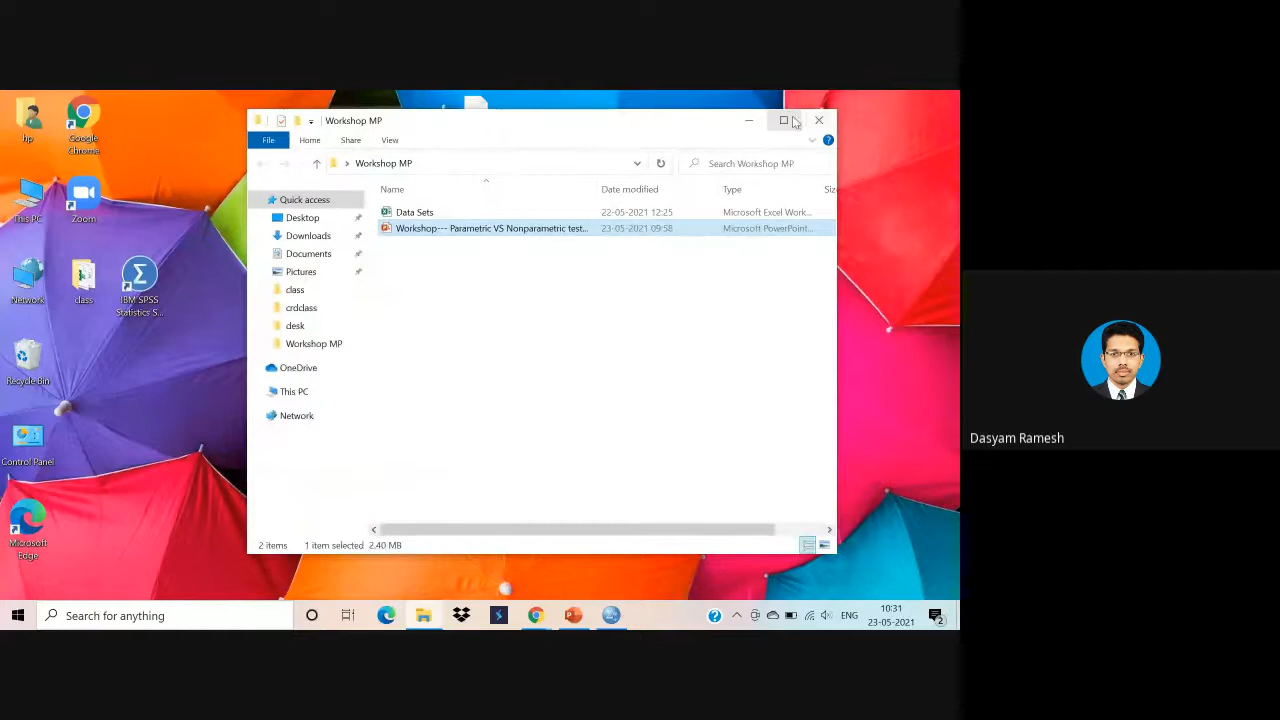 hp
Google
Chrome
This PC
Zoom
Network
class
IBM SPSS
Statistics S...
Recycle Bin
Control Panel
Microsoft
Edge
Workshop MP
File
Home
Share
View
Workshop MP
Search Workshop MP
Name
Date modified
Type
Siz
Quick access
Desktop
Downloads
Documents
Pictures
class
crdclass
desk
Workshop MP
OneDrive
This PC
Network
Data Sets
22-05-2021 12:25
Microsoft Excel Work...
Workshop--- Parametric VS Nonparametric test...
23-05-2021 09:58
Microsoft PowerPoint...
2 items
1 item selected
2.40 MB
Search for anything
ENG
10:31
23-05-2021
2
Dasyam Ramesh